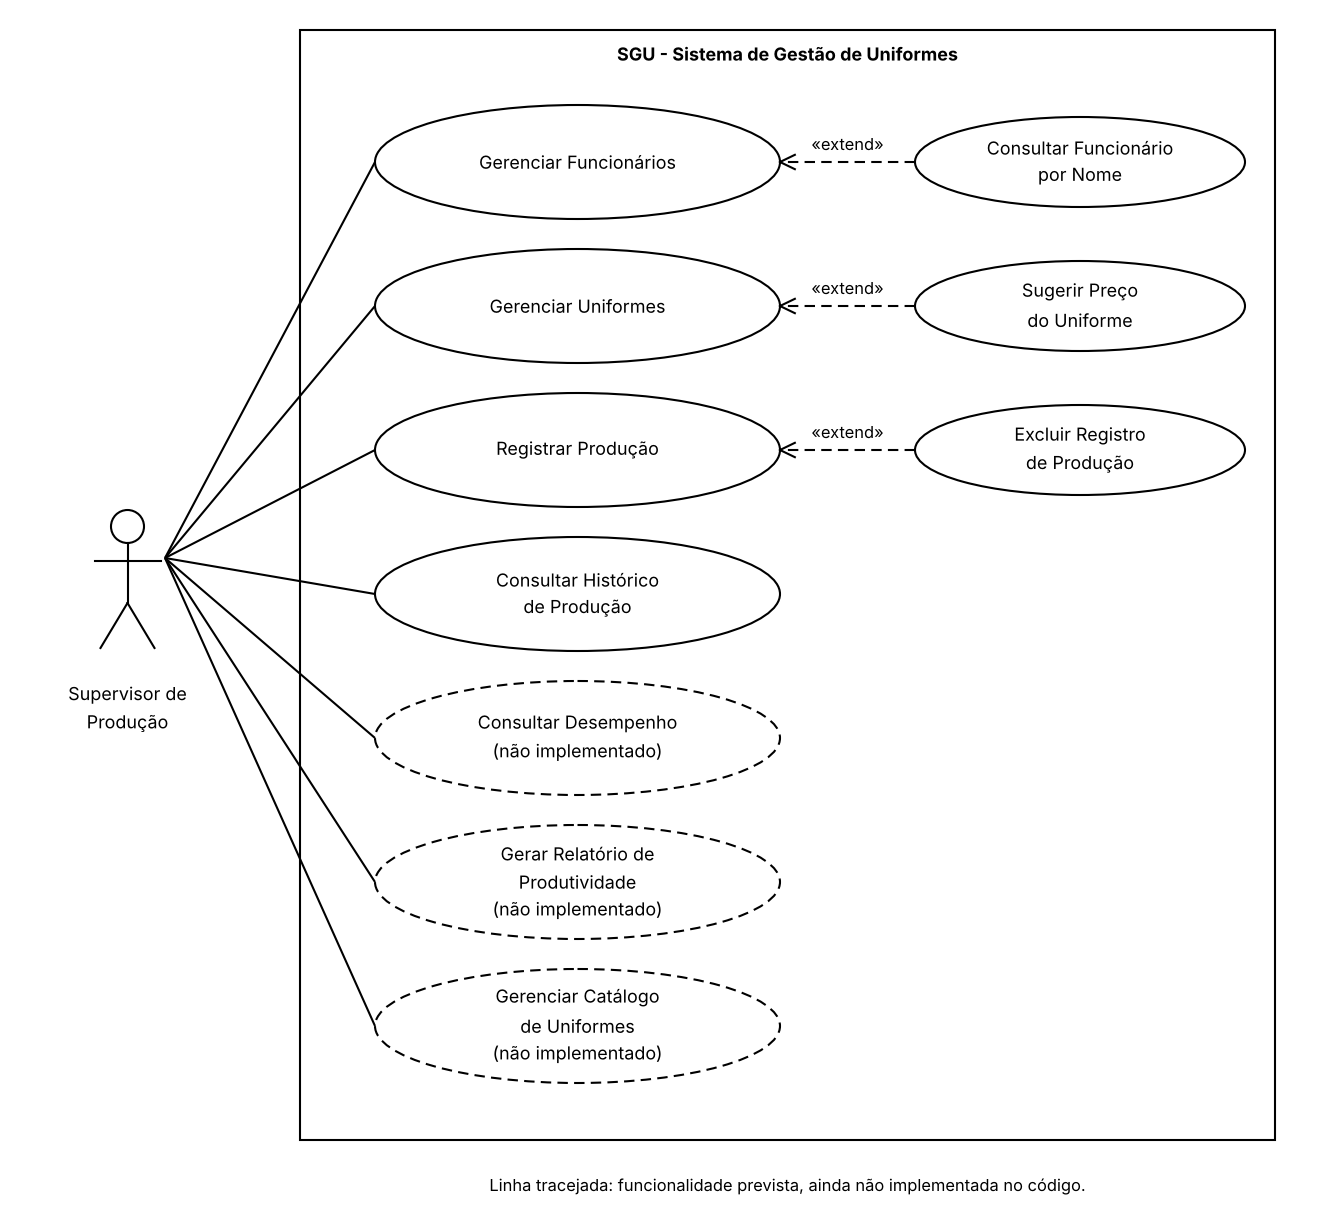 SGU - Sistema de Gestão de Uniformes
Gerenciar Funcionários
«extend»
Consultar Funcionário
por Nome
Gerenciar Uniformes
«extend»
Sugerir Preço
do Uniforme
Registrar Produção
«extend»
Excluir Registro
de Produção
Consultar Histórico
de Produção
Supervisor de
Produção
Consultar Desempenho
(não implementado)
Gerar Relatório de
Produtividade
(não implementado)
Gerenciar Catálogo
de Uniformes
(não implementado)
Linha tracejada: funcionalidade prevista, ainda não implementada no código.